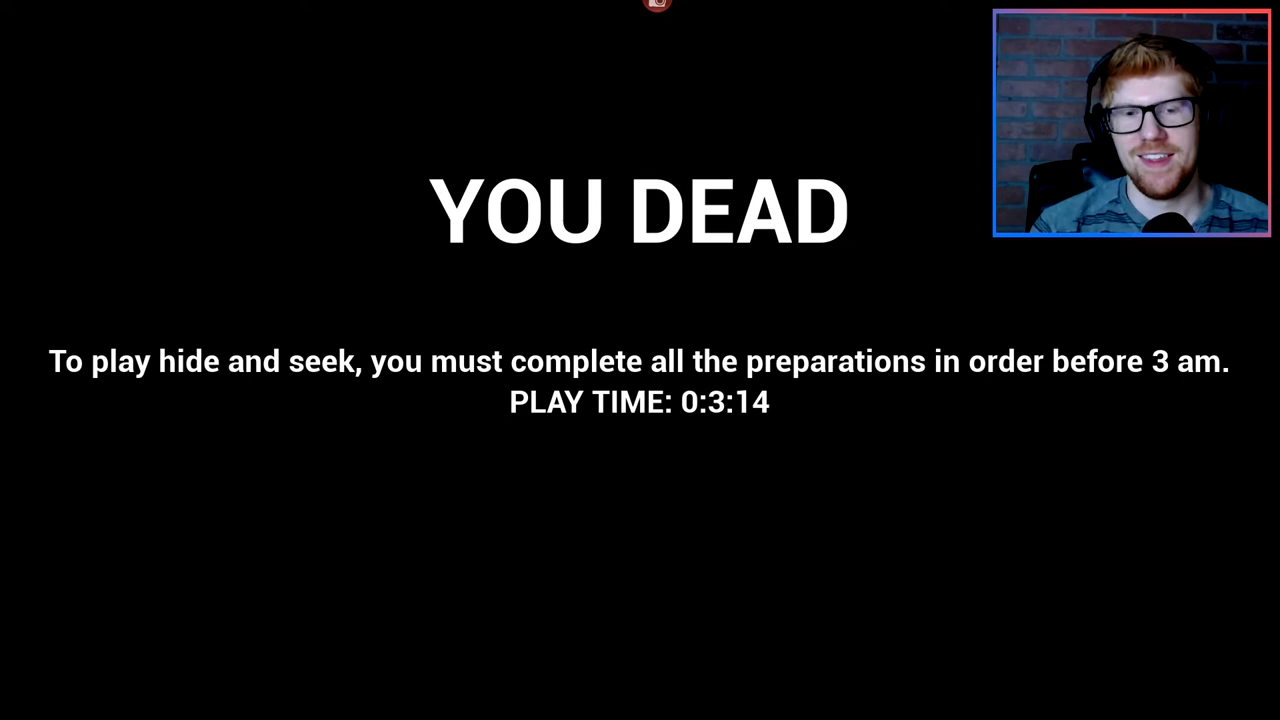 YOU DEAD
To play hide and seek, you must complete all the preparations in order before 3 am.
PLAY TIME: 0:3:14